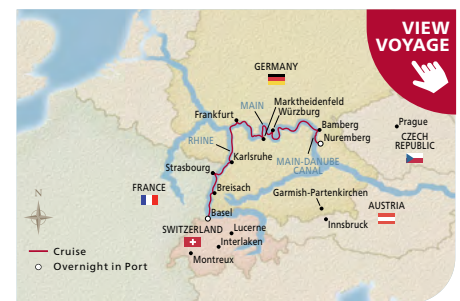 VIEW
VOYAGE
GERMANY
MAIN
Marktheidenfeld
Würzburg
Frankfurt
Bamberg
Nuremberg
Prague
CZECH
REPUBLIC
RHINE
Karlsruhe
MAIN-DANUBE
CANAL
Strasbourg
Breisach
FRANCE
Garmish-Partenkirchen
AUSTRIA
Innsbruck
N
Basel
SWITZERLAND
Lucerne
Interlaken
Montreux
Cruise
Overnight in Port